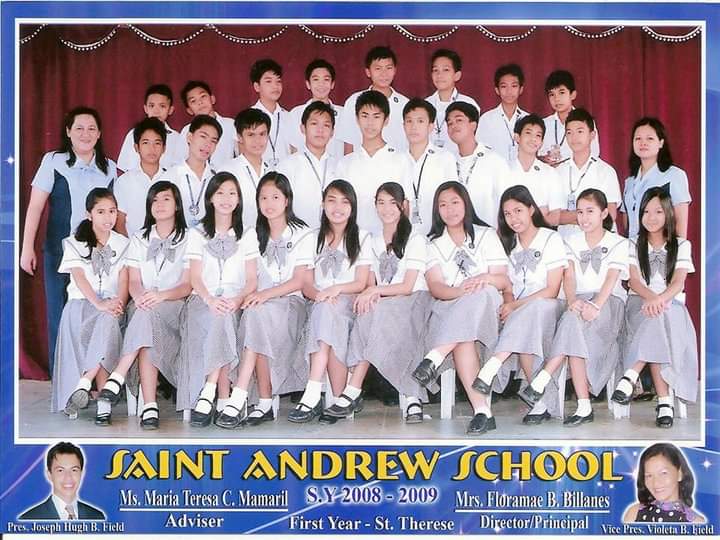 SAINT ANDREW SCHOOL
Ms. Maria Teresa C. Mamaril
Adviser
S.Y 2008 - 2009
First Year - St. Therese
Mrs. Floramae B. Billanes
Director/Principal
Pres. Joseph Hugh B. Field
Vice Pres. Violeta B. Field